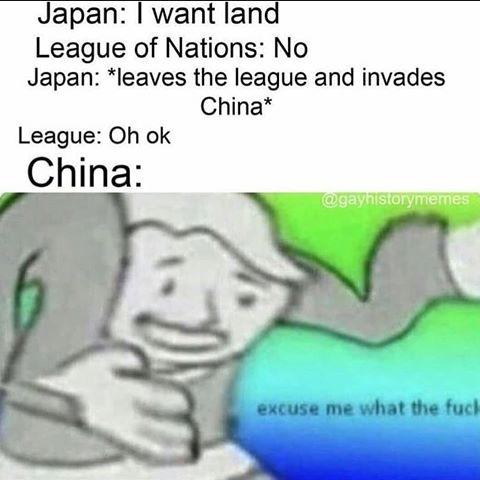 Japan: I want land
League of Nations: No
Japan: *leaves the league and invades
China*
League: Oh ok
China:
@gayhistorymemes
excuse me what the fuck